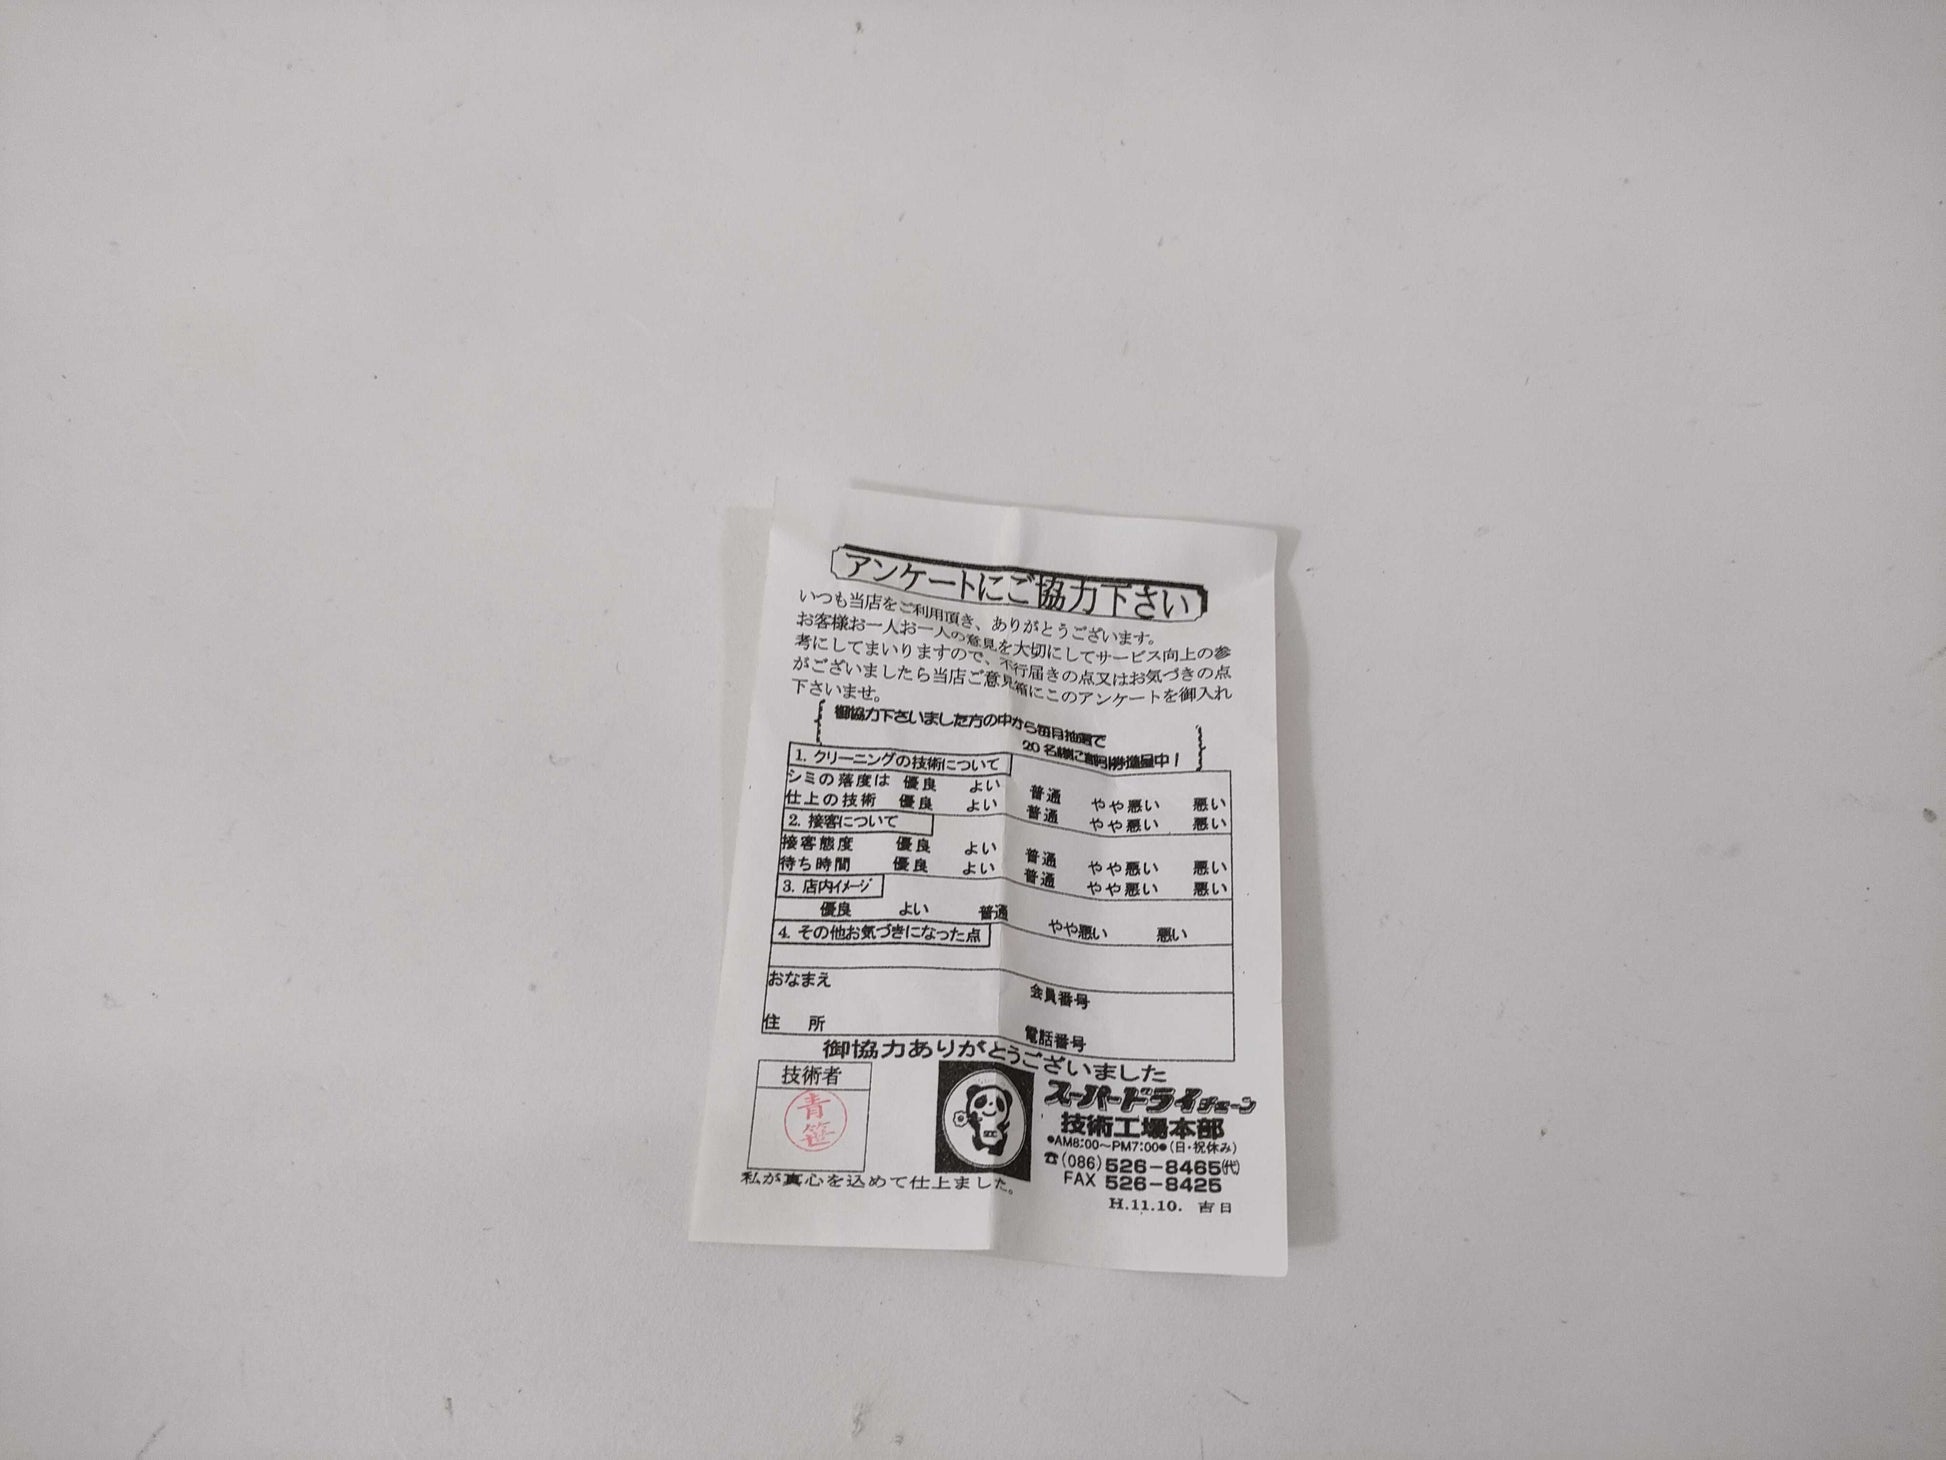 アンケートにご協力下さい
いつも当店をご利用頂き、ありがとうございます。
お客様お一人お一人の意見を大切にしてサービス向上の参
考にしてまいりますので、不行届きの点又はお気づきの点
がございましたら当店ご意見箱にこのアンケートを御入れ
下さいませ。
御協力下さいました方の中から毎月抽選で
20名様に割引券進呈中!
1. クリーニングの技術について
シミの落度は 優良 よい 普通 やや悪い 悪い
仕上の技術 優良 よい 普通 やや悪い 悪い
2. 接客について
接客態度 優良 よい 普通 やや悪い 悪い
待ち時間 優良 よい 普通 やや悪い 悪い
3. 店内イメージ
優良 よい 普通 やや悪い 悪い
4. その他お気づきになった点
おなまえ 会員番号
住 所 電話番号
御協力ありがとうございました
技術者
青笹
私が真心を込めて仕上ました。
スーパードライチェーン
技術工場本部
●AM8:00〜PM7:00●(日・祝休み)
☎(086)526-8465(代)
FAX 526-8425
H.11.10. 吉日